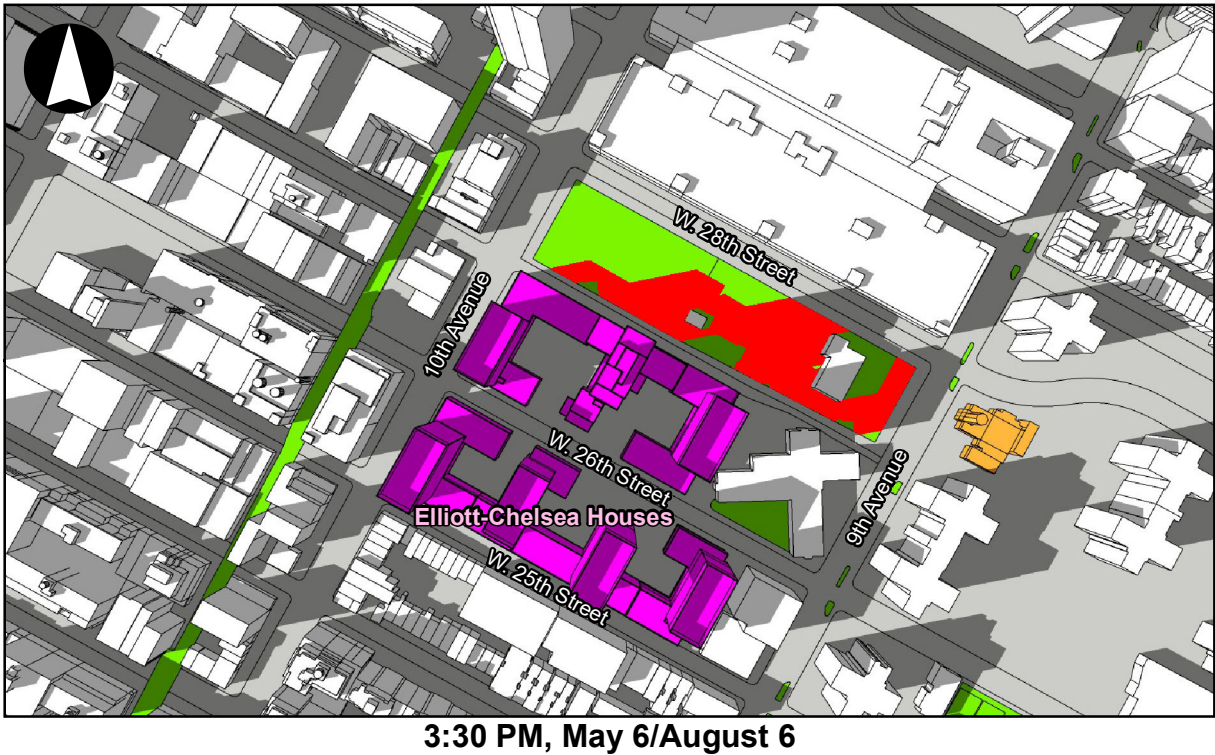 W. 28th Street
10th Avenue
W. 26th Street
9th Avenue
Elliott-Chelsea Houses
W. 25th Street
3:30 PM, May 6/August 6